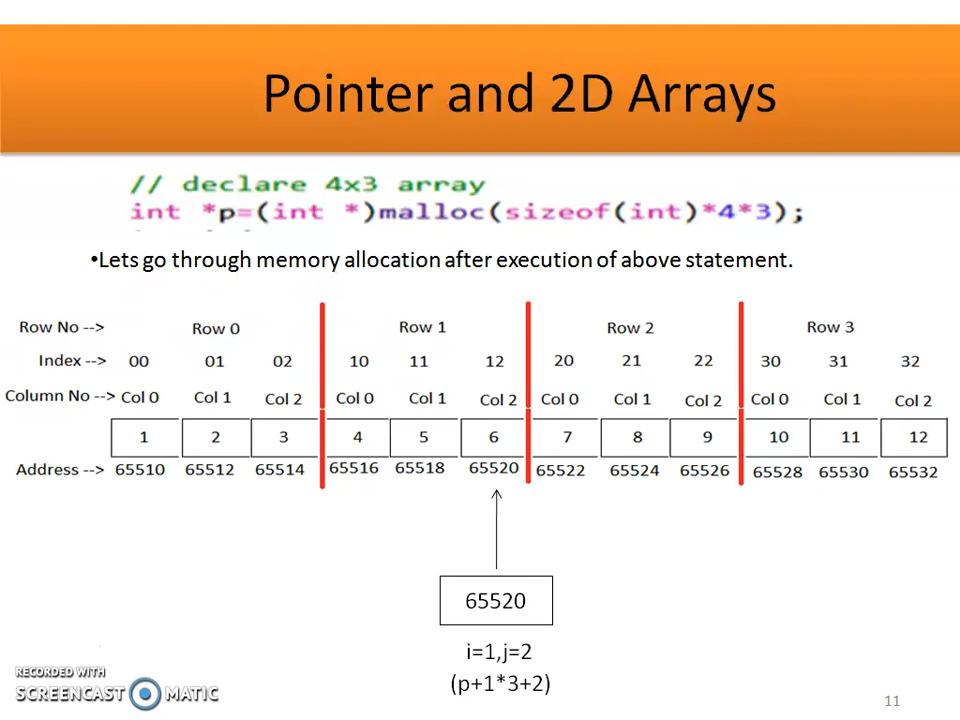 Pointer and 2D Arrays
// declare 4x3 array
int *p=(int *)malloc(sizeof(int)*4*3);
•Lets go through memory allocation after execution of above statement.
Row No --> Row 0 Row 1 Row 2 Row 3
Index --> 00 01 02 10 11 12 20 21 22 30 31 32
Column No --> Col 0 Col 1 Col 2 Col 0 Col 1 Col 2 Col 0 Col 1 Col 2 Col 0 Col 1 Col 2
1 2 3 4 5 6 7 8 9 10 11 12
Address --> 65510 65512 65514 65516 65518 65520 65522 65524 65526 65528 65530 65532
65520
i=1,j=2
(p+1*3+2)
RECORDED WITH
SCREENCAST MATIC
11